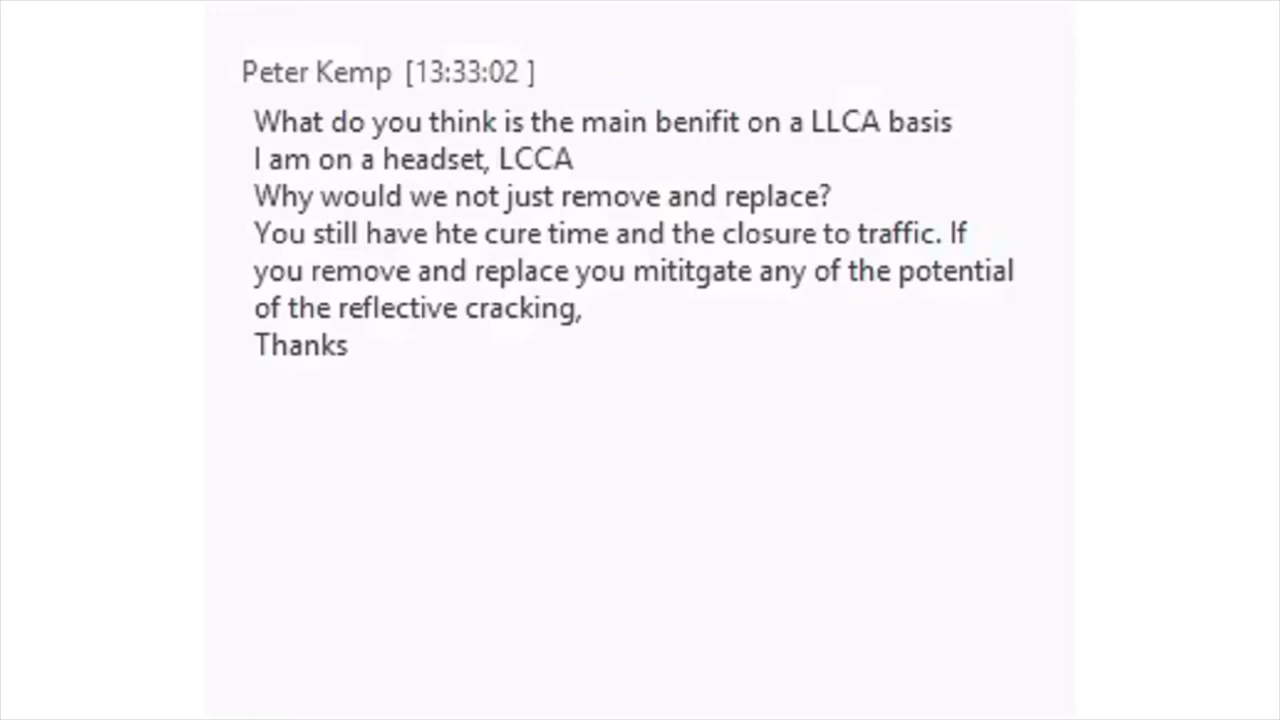 Peter Kemp [13:33:02 ]
What do you think is the main benifit on a LLCA basis
I am on a headset, LCCA
Why would we not just remove and replace?
You still have hte cure time and the closure to traffic. If
you remove and replace you mititgate any of the potential
of the reflective cracking,
Thanks